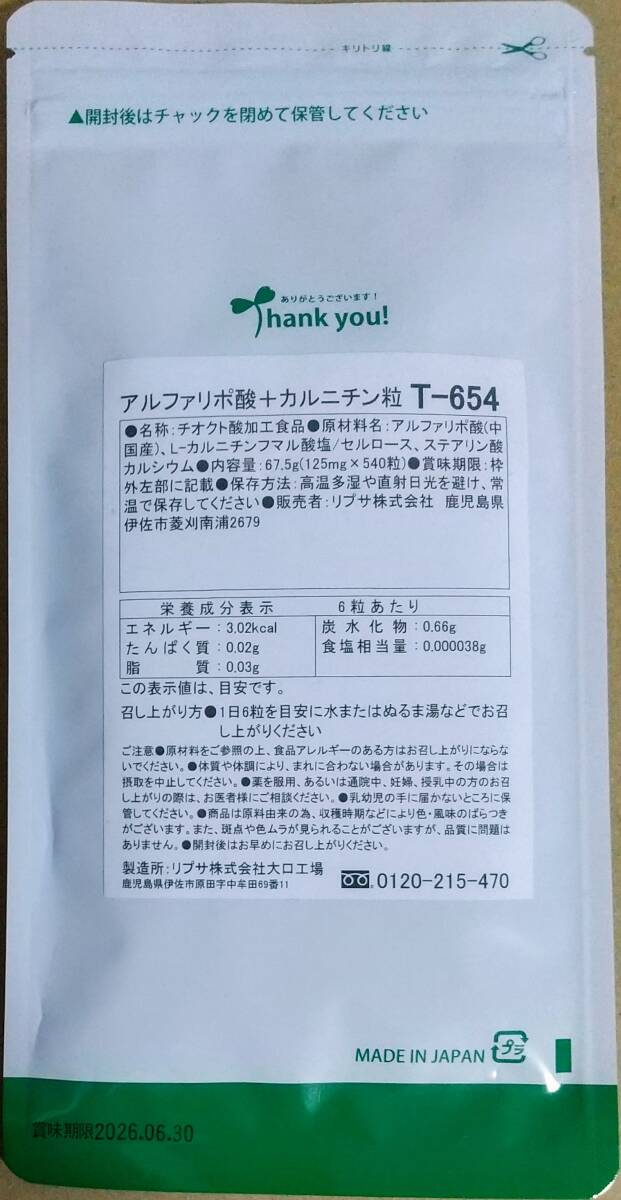 キリトリ線
▲開封後はチャックを閉めて保管してください
ありがとうございます!
Thank you!
アルファリポ酸+カルニチン粒 T-654
●名称:チオクト酸加工食品●原材料名:アルファリポ酸(中
国産)、L-カルニチンフマル酸塩/セルロース、ステアリン酸
カルシウム●内容量:67.5g(125mg×540粒)●賞味期限:枠
外左部に記載●保存方法:高温多湿や直射日光を避け、常
温で保存してください●販売者:リプサ株式会社 鹿児島県
伊佐市菱刈南浦2679
栄養成分表示 6粒あたり
エネルギー:3.02kcal 炭水化物:0.66g
たんぱく質:0.02g 食塩相当量:0.000038g
脂質:0.03g
この表示値は、目安です。
召し上がり方●1日6粒を目安に水またはぬるま湯などでお召
し上がりください
ご注意●原材料をご参照の上、食品アレルギーのある方はお召し上がりにならな
いでください。●体質や体調により、まれに合わない場合があります。その場合は
摂取を中止してください。●薬を服用、あるいは通院中、妊婦、授乳中の方のお召
し上がりの際は、お医者様にご相談ください。●乳幼児の手に届かないところに保
管してください。●商品は原料由来の為、収穫時期などにより色・風味のばらつき
がございます。また、斑点や色ムラが見られることがございますが、品質に問題は
ありません。●開封後はお早めにお召し上がりください。
製造所:リプサ株式会社大口工場
鹿児島県伊佐市原田字中牟田69番11 0120-215-470
MADE IN JAPAN プラ
賞味期限2026.06.30